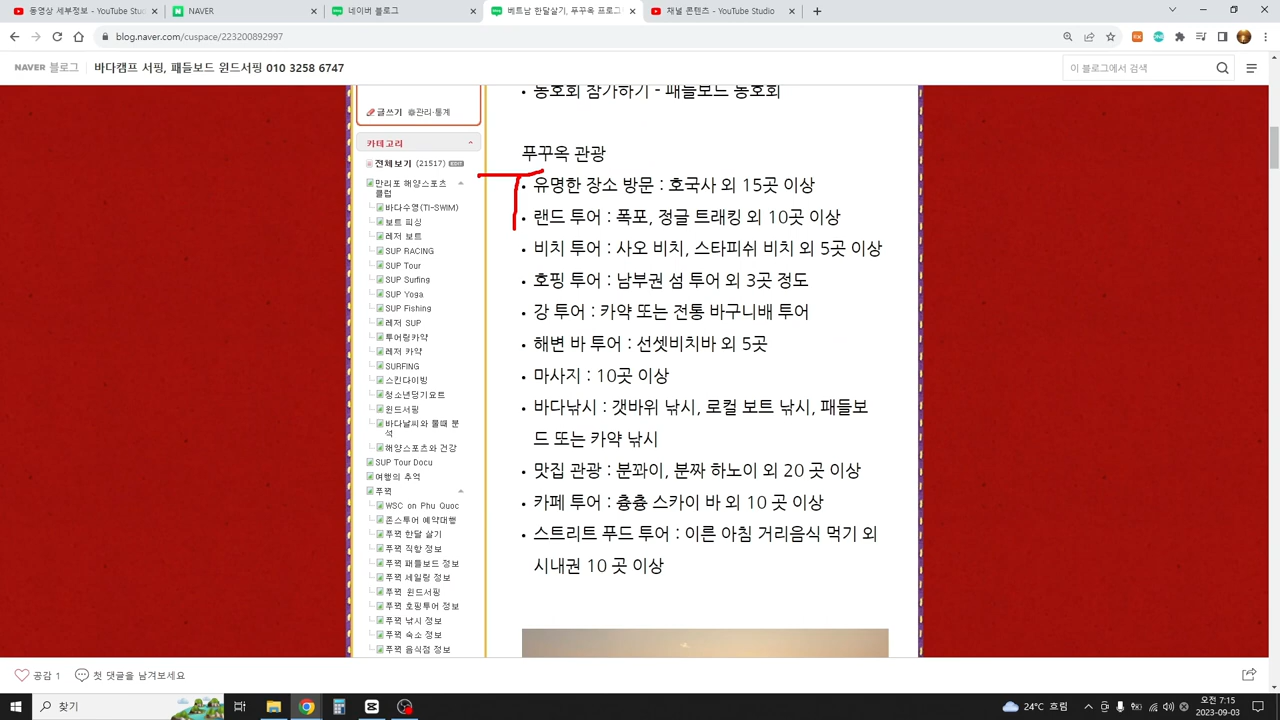 동영상 세부정보 - YouTube Stu
NAVER
네이버 블로그
베트남 한달살기, 푸꾸옥 프로그
채널 콘텐츠 - YouTube Studio
blog.naver.com/cuspace/223200892997
NAVER 블로그
바다캠프 서핑, 패들보드 윈드서핑 010 3258 6747
이 블로그에서 검색
글쓰기 관리·통계
카테고리
전체보기 (21517) EDIT
만리포 해양스포츠
클럽
바다수영(TI-SWIM)
보트 피싱
레저 보트
SUP RACING
SUP Tour
SUP Surfing
SUP Yoga
SUP Fishing
레저 SUP
투어링카약
레저 카약
SURFING
스킨다이빙
청소년딩기요트
윈드서핑
바다날씨와 물때 분
석
해양스포츠와 건강
SUP Tour Docu
여행의 추억
푸꿕
WSC on Phu Quoc
존스투어 예약대행
푸꿕 한달 살기
푸꿕 직항 정보
푸꿕 패들보드 정보
푸꿕 세일링 정보
푸꿕 윈드서핑
푸꿕 호핑투어 정보
푸꿕 낚시 정보
푸꿕 숙소 정보
푸꿕 음식점 정보
• 동호회 참가하기 - 패들보드 동호회
푸꾸옥 관광
• 유명한 장소 방문 : 호국사 외 15곳 이상
• 랜드 투어 : 폭포, 정글 트래킹 외 10곳 이상
• 비치 투어 : 사오 비치, 스타피쉬 비치 외 5곳 이상
• 호핑 투어 : 남부권 섬 투어 외 3곳 정도
• 강 투어 : 카약 또는 전통 바구니배 투어
• 해변 바 투어 : 선셋비치바 외 5곳
• 마사지 : 10곳 이상
• 바다낚시 : 갯바위 낚시, 로컬 보트 낚시, 패들보
드 또는 카약 낚시
• 맛집 관광 : 분꽈이, 분짜 하노이 외 20 곳 이상
• 카페 투어 : 츙츙 스카이 바 외 10 곳 이상
• 스트리트 푸드 투어 : 이른 아침 거리음식 먹기 외
시내권 10 곳 이상
공감 1
첫 댓글을 남겨보세요
찾기
24°C 흐림
오전 7:15
2023-09-03